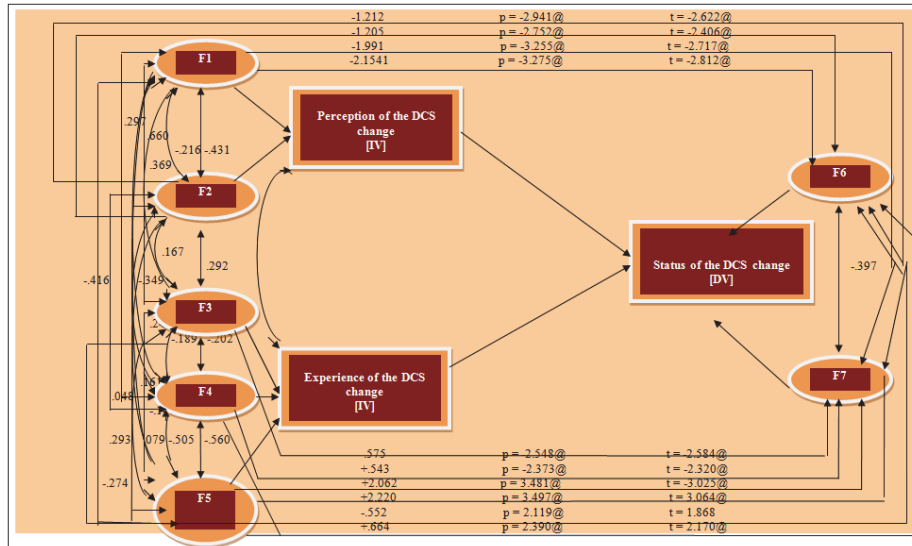 -1.212 p = -2.941@ t = -2.622@
-1.205 p = -2.752@ t = -2.406@
-1.991 p = -3.255@ t = -2.717@
-2.1541 p = -3.275@ t = -2.812@
F1
.297
.660
-.216 -.431
.369
Perception of the DCS
change
[IV]
F2
F6
.167
.292
-.416
-.349
Status of the DCS change
[DV]
-.397
F3
-.189 -.202
F4
Experience of the DCS
change
[IV]
F7
.048
.293
.079 -.505 -.560
-.274
F5
.575 p = -2.548@ t = -2.584@
+.543 p = -2.373@ t = -2.320@
+2.062 p = 3.481@ t = -3.025@
+2.220 p = 3.497@ t = 3.064@
-.552 p = 2.119@ t = 1.868
+.664 p = 2.390@ t = 2.170@